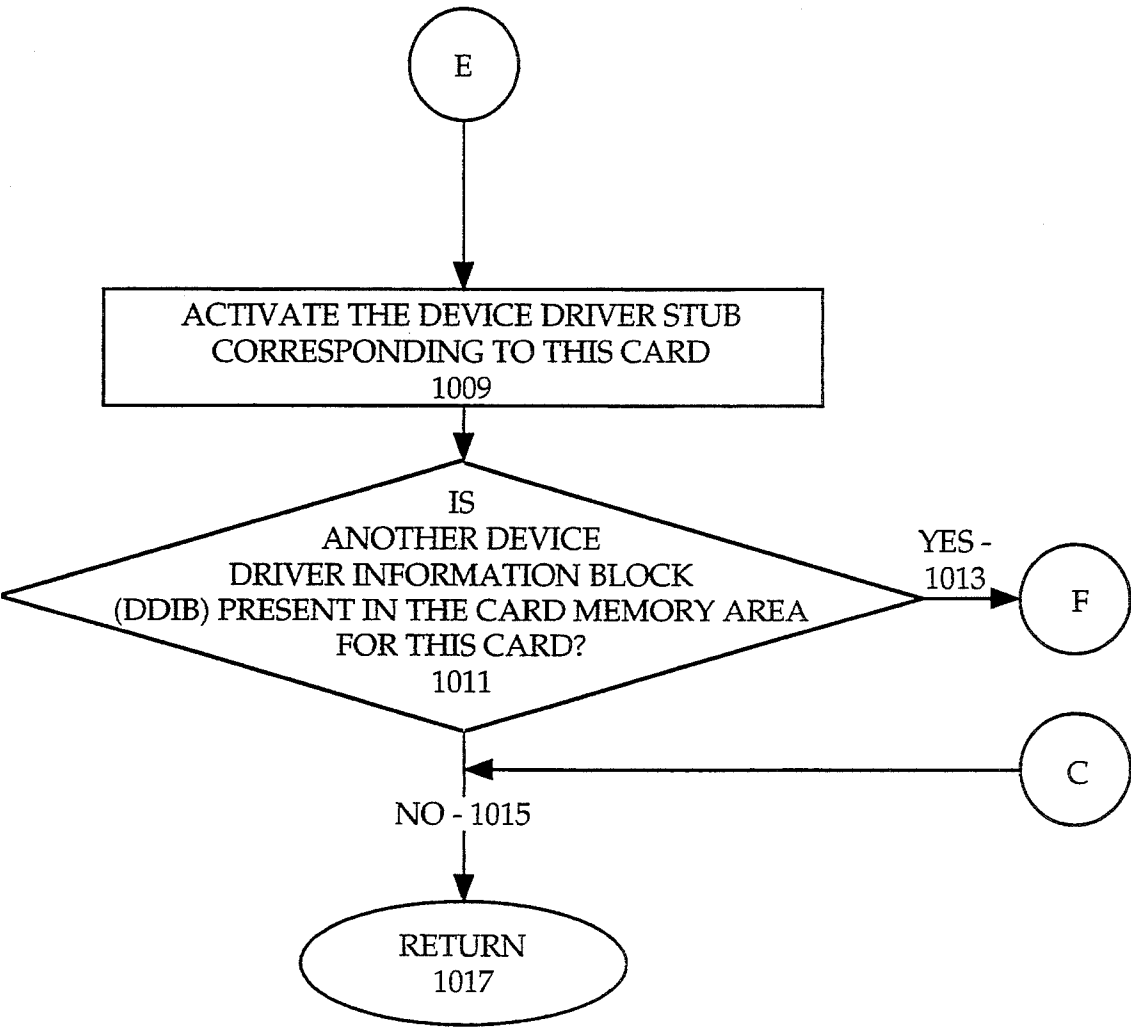 E
ACTIVATE THE DEVICE DRIVER STUB
CORRESPONDING TO THIS CARD
1009
IS
ANOTHER DEVICE
DRIVER INFORMATION BLOCK
(DDIB) PRESENT IN THE CARD MEMORY AREA
FOR THIS CARD?
1011
YES -
1013
F
C
NO - 1015
RETURN
1017